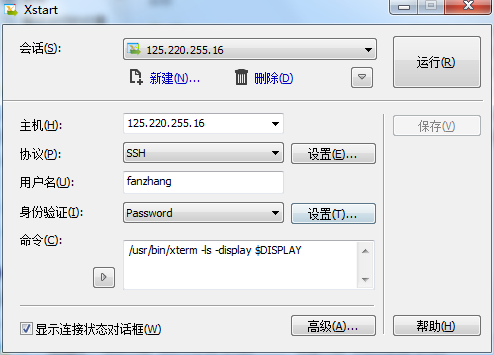 Xstart
会话(S):
125.220.255.16
运行(R)
新建(N)...
删除(D)
主机(H):
125.220.255.16
保存(V)
协议(P):
SSH
设置(E)...
用户名(U):
fanzhang
身份验证(I):
Password
设置(T)...
命令(C):
/usr/bin/xterm -ls -display $DISPLAY
显示连接状态对话框(W)
高级(A)...
帮助(H)